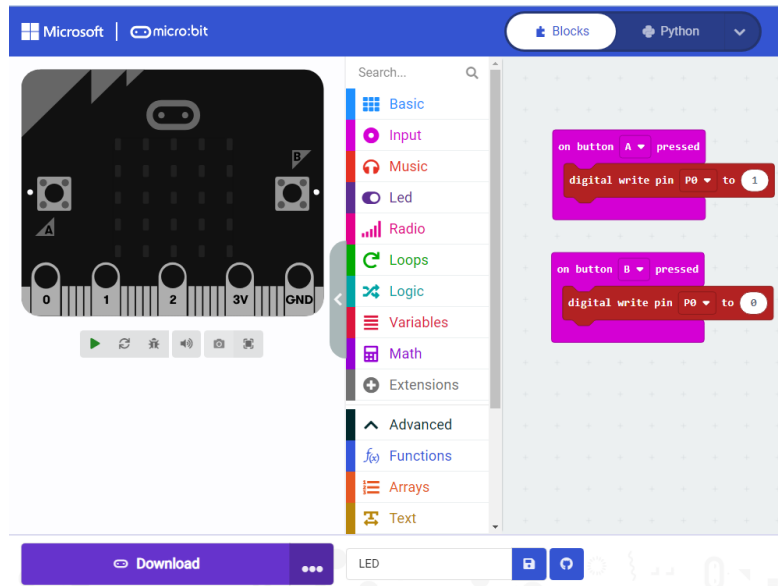 Microsoft micro:bit Blocks Python
Search...
Basic
Input
Music
Led
Radio
Loops
Logic
Variables
Math
Extensions
Advanced
f(x) Functions
Arrays
Text
B
A
0 1 2 3V GND
on button A pressed
digital write pin P0 to 1
on button B pressed
digital write pin P0 to 0
Download ... LED